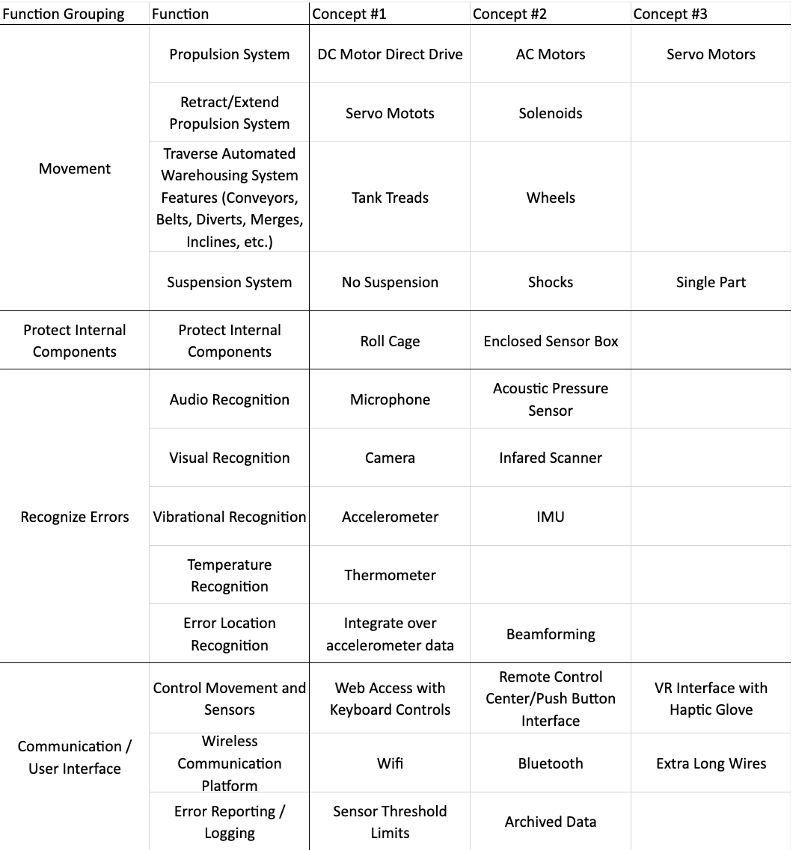 Function Grouping
Function
Concept #1
Concept #2
Concept #3
Movement
Propulsion System
DC Motor Direct Drive
AC Motors
Servo Motors
Retract/Extend
Propulsion System
Servo Motots
Solenoids
Traverse Automated
Warehousing System
Features (Conveyors,
Belts, Diverts, Merges,
Inclines, etc.)
Tank Treads
Wheels
Suspension System
No Suspension
Shocks
Single Part
Protect Internal
Components
Protect Internal
Components
Roll Cage
Enclosed Sensor Box
Recognize Errors
Audio Recognition
Microphone
Acoustic Pressure
Sensor
Visual Recognition
Camera
Infared Scanner
Vibrational Recognition
Accelerometer
IMU
Temperature
Recognition
Thermometer
Error Location
Recognition
Integrate over
accelerometer data
Beamforming
Communication /
User Interface
Control Movement and
Sensors
Web Access with
Keyboard Controls
Remote Control
Center/Push Button
Interface
VR Interface with
Haptic Glove
Wireless
Communication
Platform
Wifi
Bluetooth
Extra Long Wires
Error Reporting /
Logging
Sensor Threshold
Limits
Archived Data